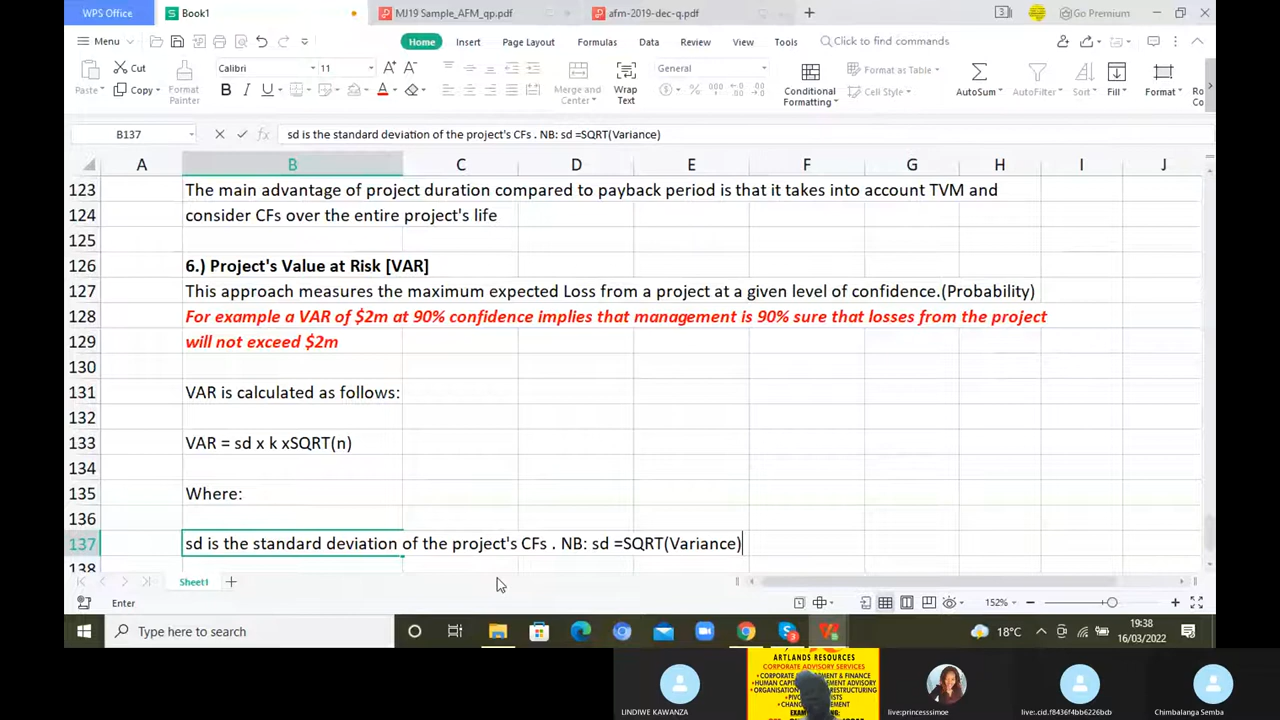 WPS Office
Book1
MJ19 Sample_AFM_qp.pdf
afm-2019-dec-q.pdf
Go Premium
Menu
Home
Insert
Page Layout
Formulas
Data
Review
View
Tools
Click to find commands
Paste
Cut
Copy
Format Painter
Calibri
11
Merge and Center
Wrap Text
General
Conditional Formatting
Format as Table
Cell Style
AutoSum
AutoFilter
Sort
Fill
Format
B137
sd is the standard deviation of the project's CFs . NB: sd =SQRT(Variance)
A B C D E F G H I J
123 The main advantage of project duration compared to payback period is that it takes into account TVM and
124 consider CFs over the entire project's life
125
126 6.) Project's Value at Risk [VAR]
127 This approach measures the maximum expected Loss from a project at a given level of confidence.(Probability)
128 For example a VAR of $2m at 90% confidence implies that management is 90% sure that losses from the project
129 will not exceed $2m
130
131 VAR is calculated as follows:
132
133 VAR = sd x k xSQRT(n)
134
135 Where:
136
137 sd is the standard deviation of the project's CFs . NB: sd =SQRT(Variance)
138
Sheet1
Enter
152%
Type here to search
18°C
19:38
16/03/2022
LINDIWE KAWANZA
ARTLANDS RESOURCES
CORPORATE ADVISORY SERVICES
live:princesssimoe
live:.cid.f8436f4bb6226bcb
Chimbalanga Semba